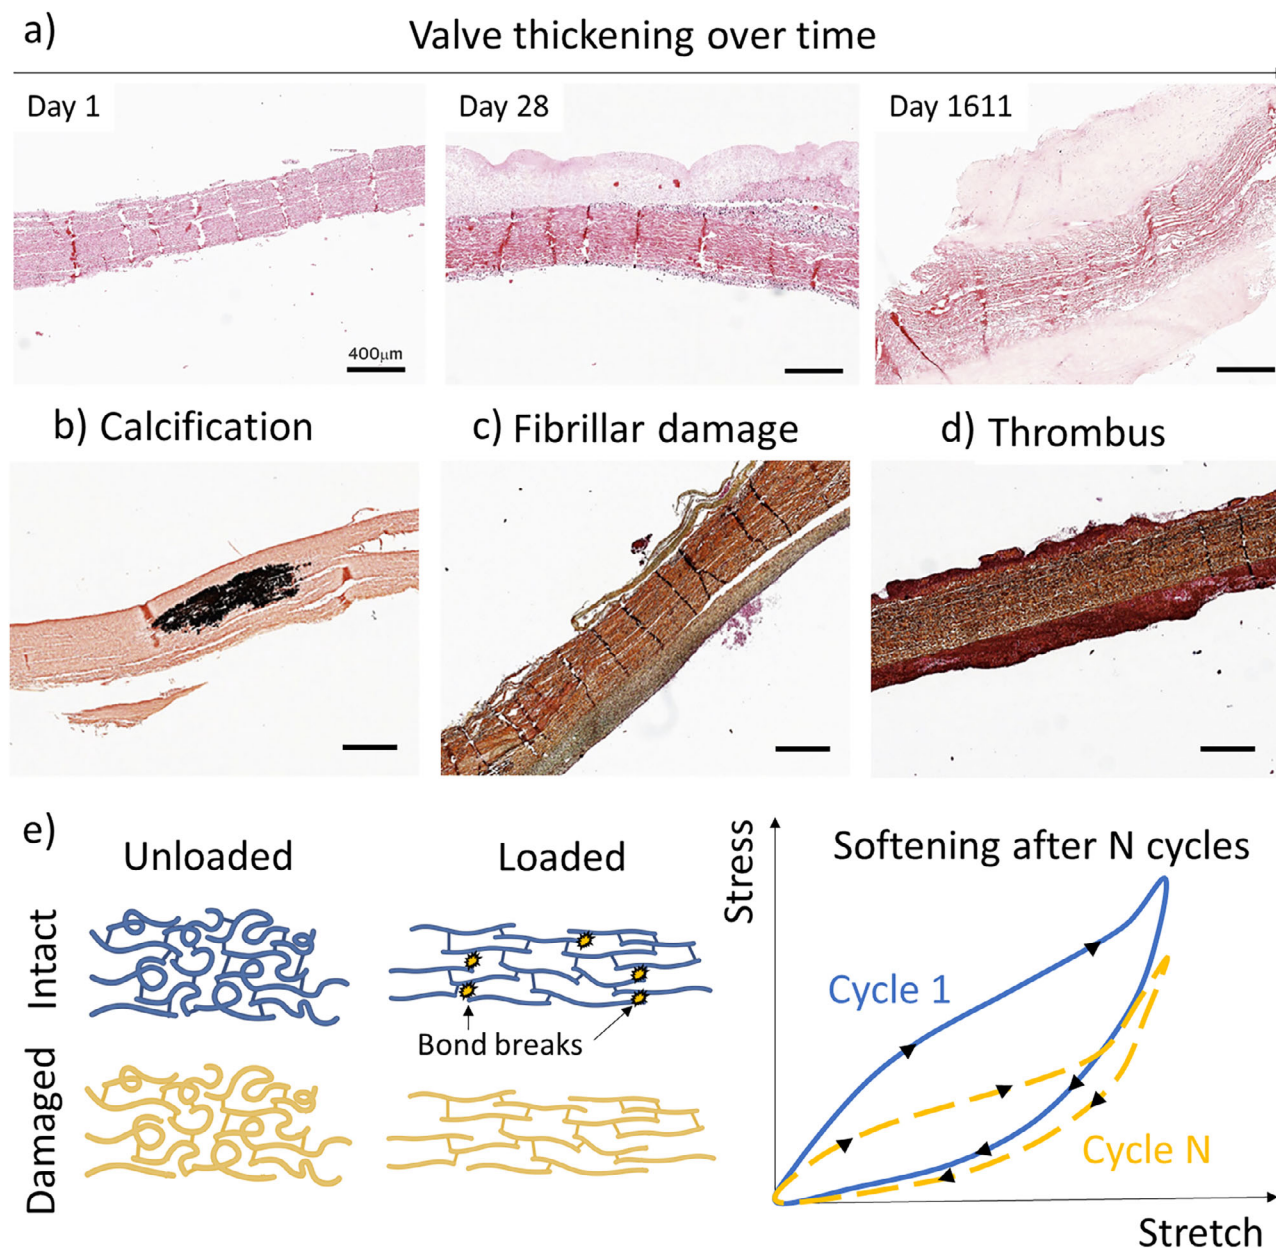 a)
Valve thickening over time
Day 1
Day 28
Day 1611
400μm
b) Calcification
c) Fibrillar damage
d) Thrombus
e)
Unloaded
Loaded
Intact
Bond breaks
Damaged
Softening after N cycles
Stress
Cycle 1
Cycle N
Stretch